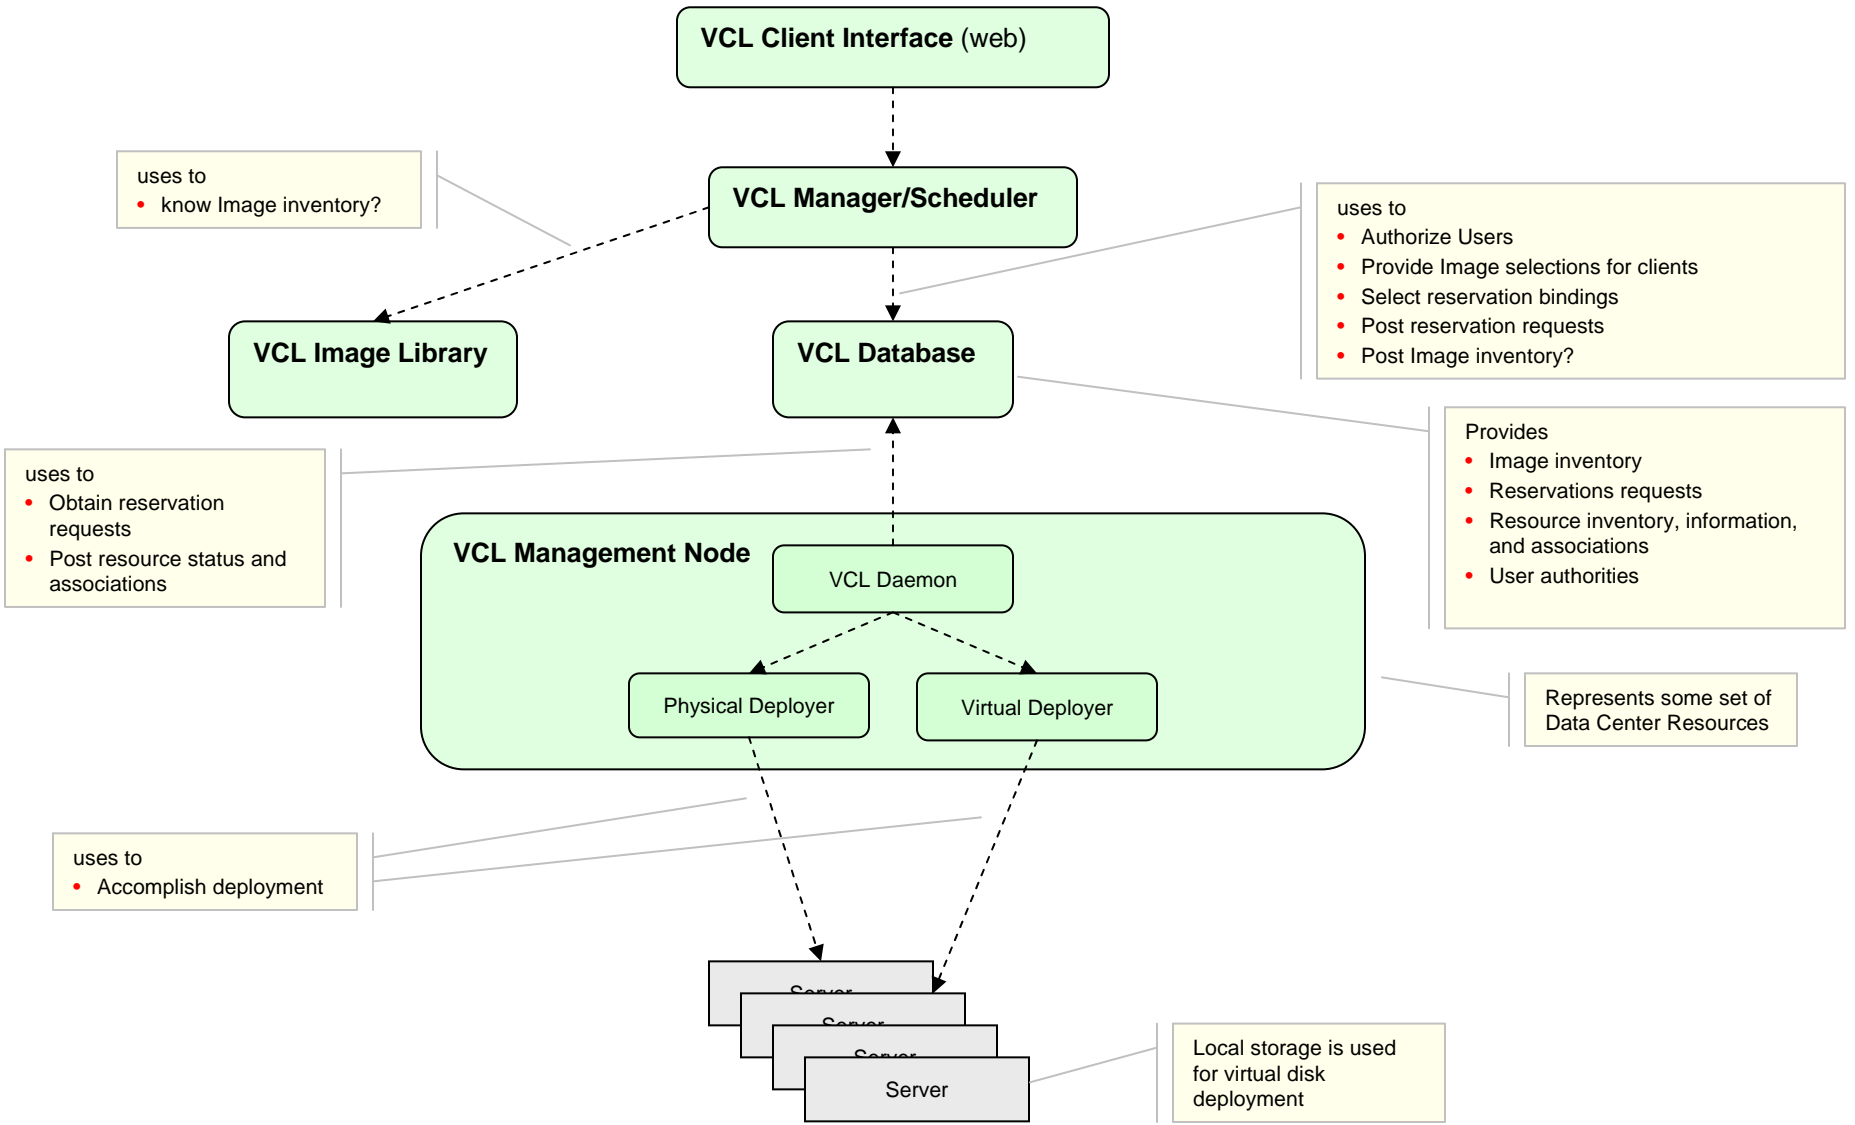 VCL Client Interface (web)
uses to
• know Image inventory?
VCL Manager/Scheduler
uses to
• Authorize Users
• Provide Image selections for clients
• Select reservation bindings
• Post reservation requests
• Post Image inventory?
VCL Image Library
VCL Database
Provides
• Image inventory
• Reservations requests
• Resource inventory, information,
and associations
• User authorities
uses to
• Obtain reservation
requests
• Post resource status and
associations
VCL Management Node
VCL Daemon
Physical Deployer
Virtual Deployer
Represents some set of
Data Center Resources
uses to
• Accomplish deployment
Server
Server
Server
Server
Local storage is used
for virtual disk
deployment